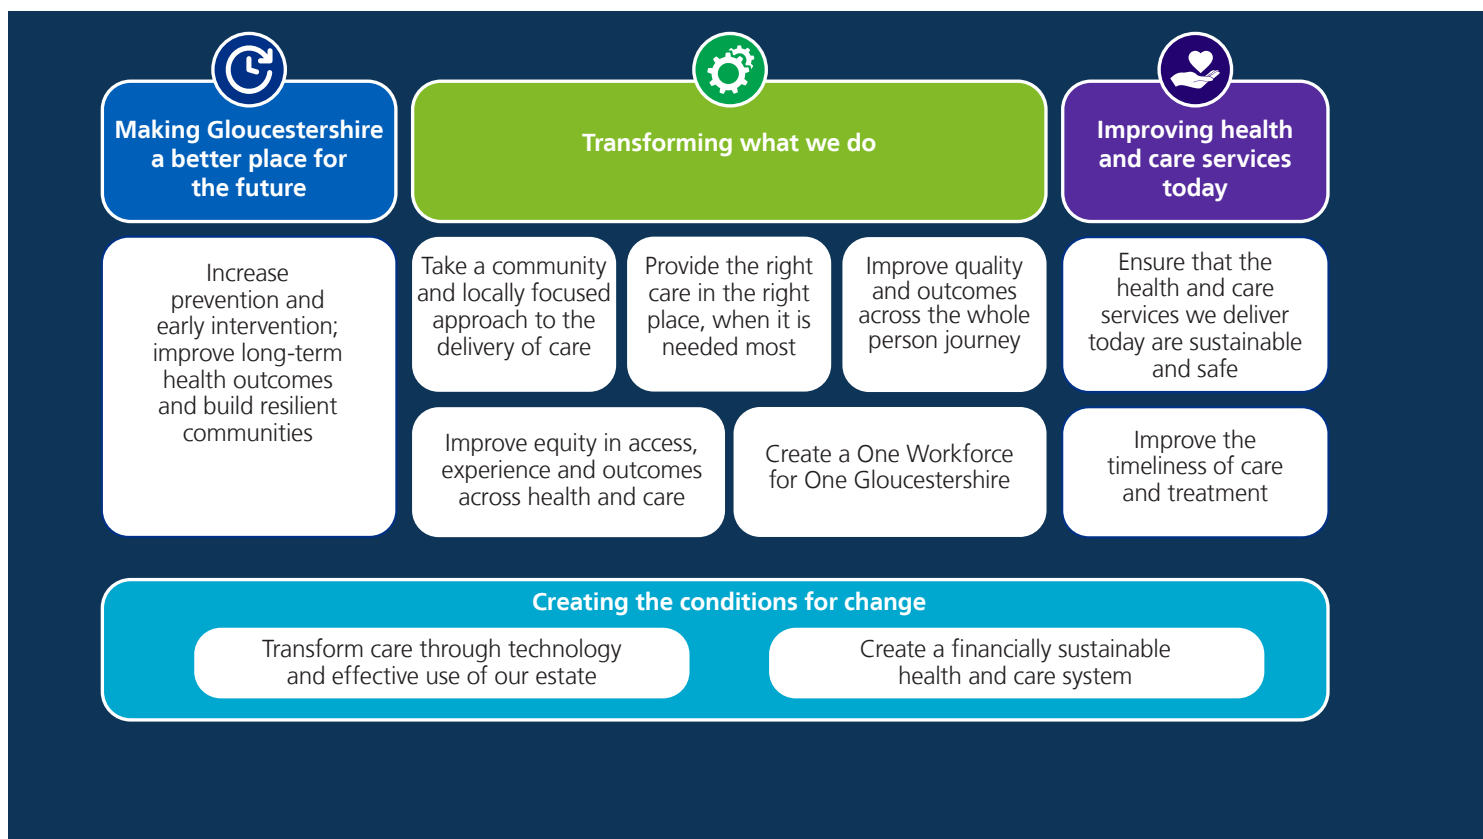 Making Gloucestershire
a better place for
the future
Transforming what we do
Improving health
and care services
today
Increase
prevention and
early intervention;
improve long-term
health outcomes
and build resilient
communities
Take a community
and locally focused
approach to the
delivery of care
Provide the right
care in the right
place, when it is
needed most
Improve quality
and outcomes
across the whole
person journey
Ensure that the
health and care
services we deliver
today are sustainable
and safe
Improve equity in access,
experience and outcomes
across health and care
Create a One Workforce
for One Gloucestershire
Improve the
timeliness of care
and treatment
Creating the conditions for change
Transform care through technology
and effective use of our estate
Create a financially sustainable
health and care system